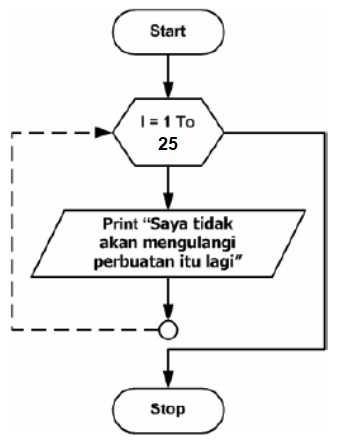 Start
I = 1 To
25
Print “Saya tidak
akan mengulangi
perbuatan itu lagi”
Stop